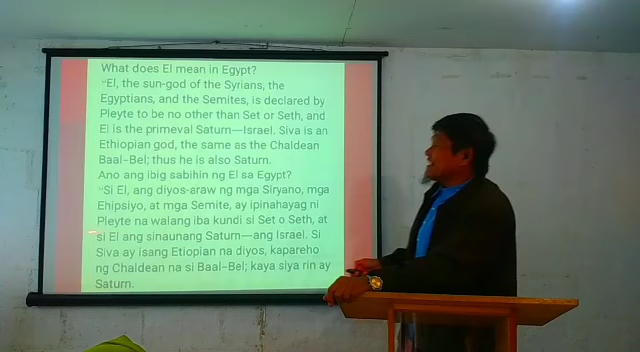 What does El mean in Egypt?
“El, the sun-god of the Syrians, the
Egyptians, and the Semites, is declared by
Pleyte to be no other than Set or Seth, and
El is the primeval Saturn—Israel. Siva is an
Ethiopian god, the same as the Chaldean
Baal-Bel; thus he is also Saturn.
Ano ang ibig sabihin ng El sa Egypt?
“Si El, ang diyos-araw ng mga Siryano, mga
Ehipsiyo, at mga Semite, ay ipinahayag ni
Pleyte na walang iba kundi si Set o Seth, at
si El ang sinaunang Saturn—ang Israel. Si
Siva ay isang Etiopian na diyos, kapareho
ng Chaldean na si Baal-Bel; kaya siya rin ay
Saturn.